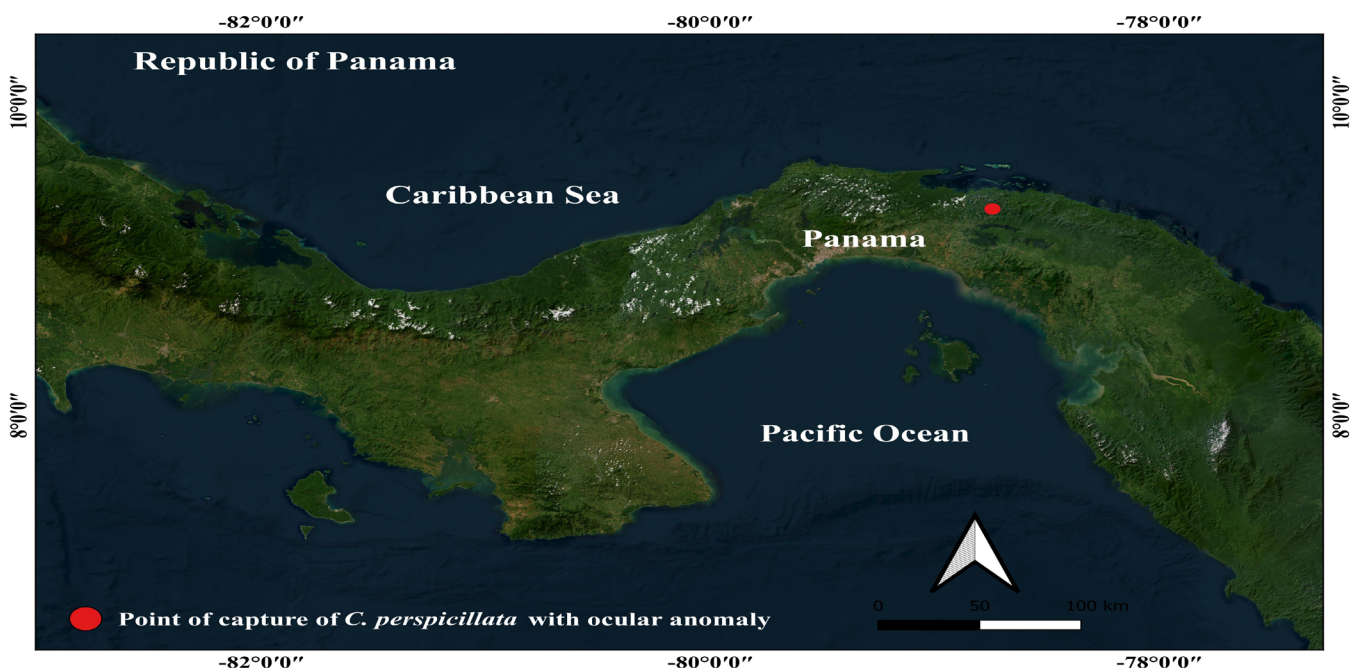 -82°0′0″ -80°0′0″ -78°0′0″
Republic of Panama
10°0′0″ 10°0′0″
Caribbean Sea
Panama
8°0′0″ 8°0′0″
Pacific Ocean
0 50 100 km
Point of capture of C. perspicillata with ocular anomaly
-82°0′0″ -80°0′0″ -78°0′0″